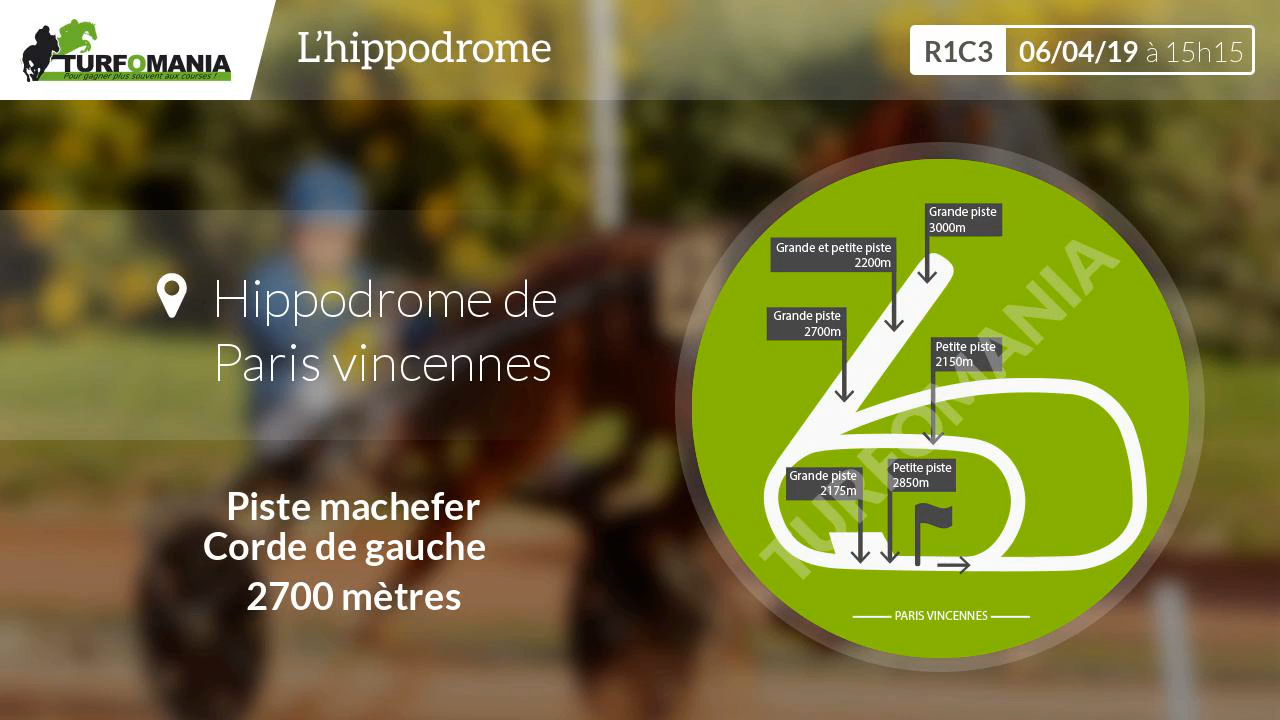 TURFOMANIA
Pour gagner plus souvent aux courses !
L'hippodrome
R1C3 06/04/19 à 15h15
Hippodrome de
Paris vincennes
Piste machefer
Corde de gauche
2700 mètres
Grande piste
3000m
Grande et petite piste
2200m
Grande piste
2700m
Petite piste
2150m
Grande piste
2175m
Petite piste
2850m
TURFOMANIA
PARIS VINCENNES